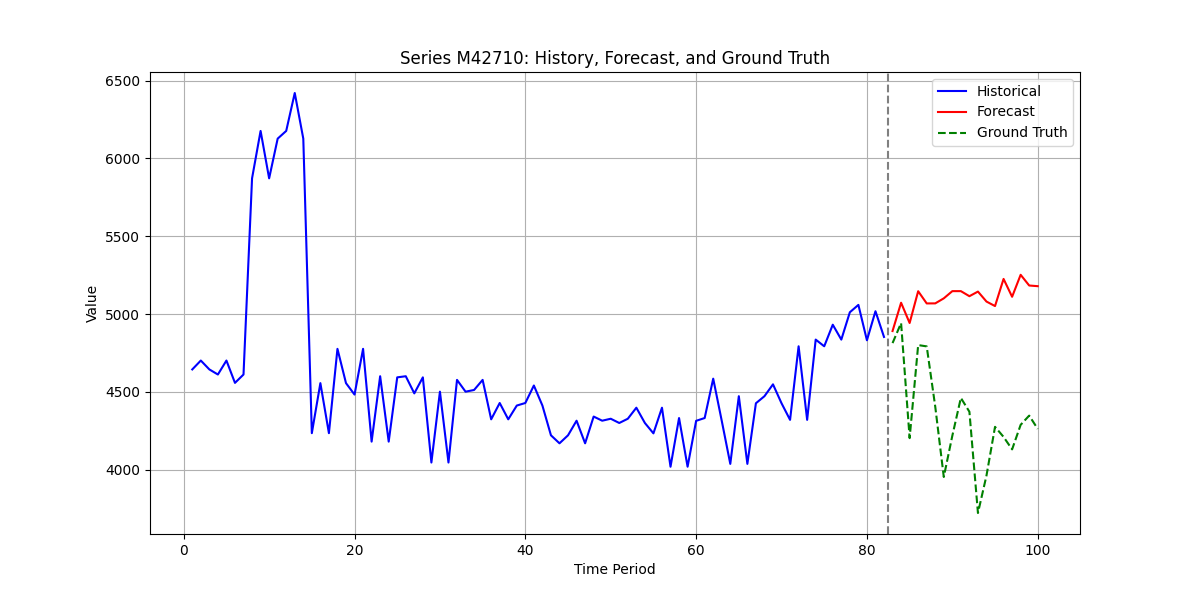 Series M42710: History, Forecast, and Ground Truth
6500
6000
5500
5000
4500
4000
Value
0
20
40
60
80
100
Time Period
Historical
Forecast
Ground Truth